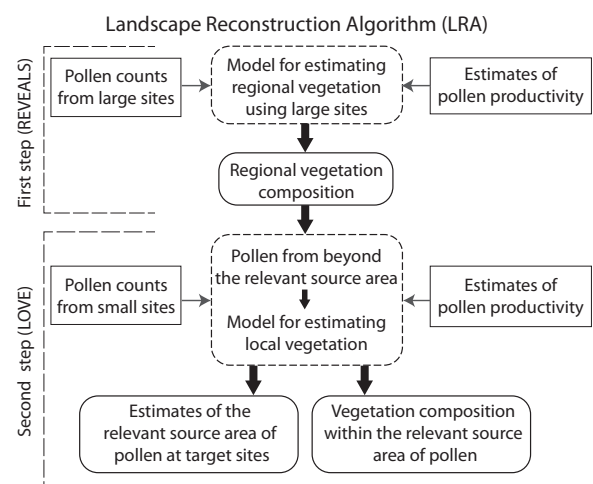 Landscape Reconstruction Algorithm (LRA)
First step (REVEALS)
Pollen counts
from large sites
Model for estimating
regional vegetation
using large sites
Estimates of
pollen productivity
Regional vegetation
composition
Second step (LOVE)
Pollen counts
from small sites
Pollen from beyond
the relevant source area
Model for estimating
local vegetation
Estimates of
pollen productivity
Estimates of the
relevant source area of
pollen at target sites
Vegetation composition
within the relevant source
area of pollen